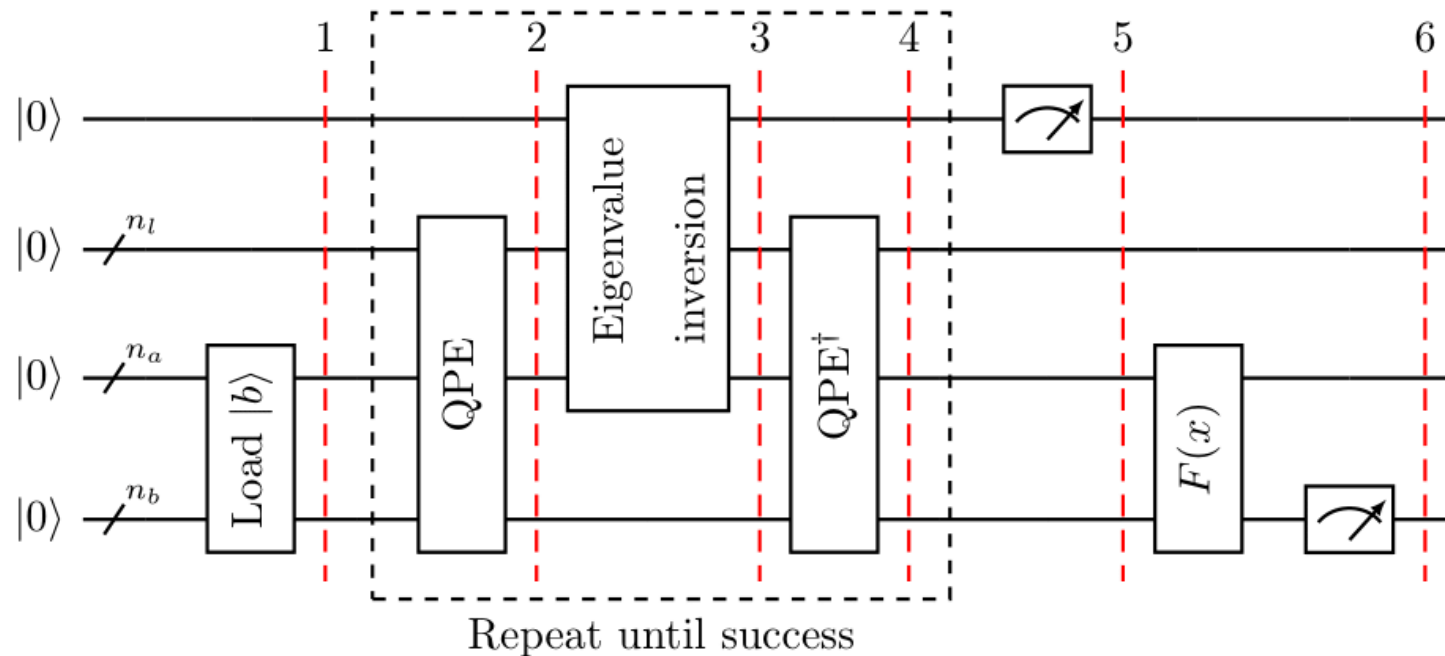 1 2 3 4 5 6
|0⟩
|0⟩ n_l
|0⟩ n_a
|0⟩ n_b
Load |b⟩
QPE
Eigenvalue
inversion
QPE†
F(x)
Repeat until success